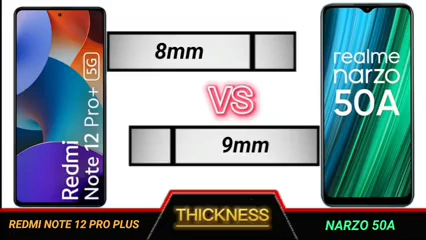 Redmi
Note 12 Pro+ 5G
8mm
VS
9mm
realme
narzo
50A
REDMI NOTE 12 PRO PLUS
THICKNESS
NARZO 50A